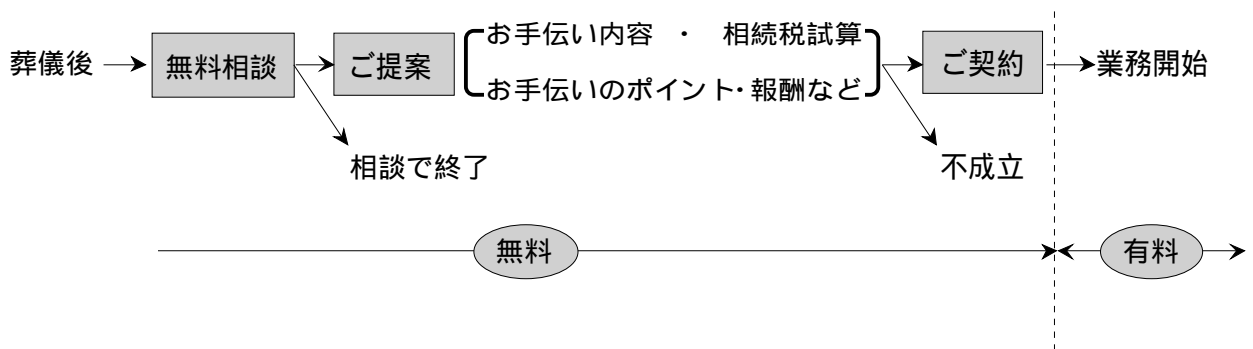 葬儀後
無料相談
ご提案
お手伝い内容 ・ 相続税試算
お手伝いのポイント・報酬など
ご契約
業務開始
相談で終了
不成立
無料
有料